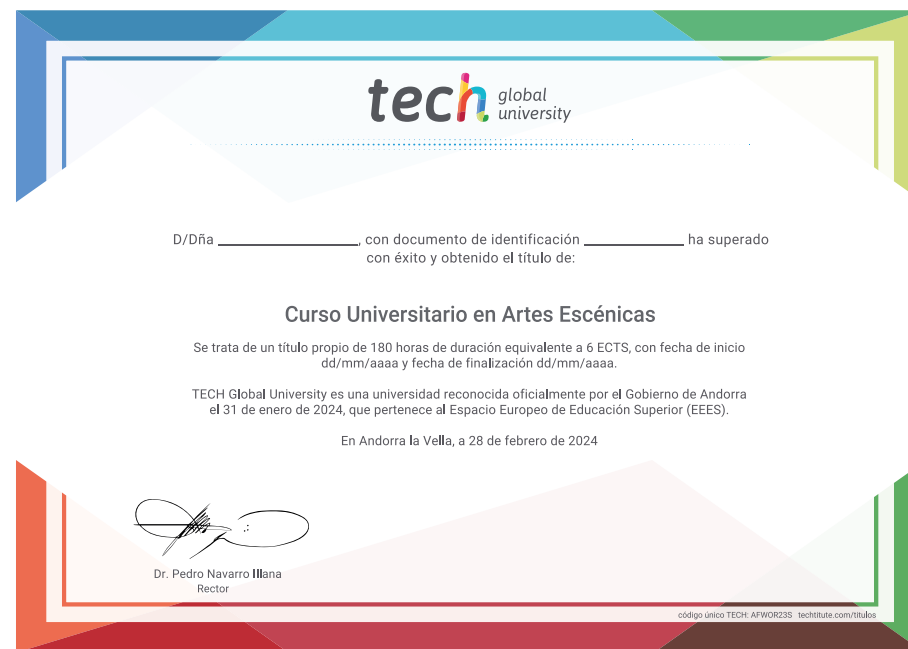 tech global
university
D/Dña ______________, con documento de identificación __________ ha superado
con éxito y obtenido el título de:
Curso Universitario en Artes Escénicas
Se trata de un título propio de 180 horas de duración equivalente a 6 ECTS, con fecha de inicio
dd/mm/aaaa y fecha de finalización dd/mm/aaaa.
TECH Global University es una universidad reconocida oficialmente por el Gobierno de Andorra
el 31 de enero de 2024, que pertenece al Espacio Europeo de Educación Superior (EEES).
En Andorra la Vella, a 28 de febrero de 2024
Dr. Pedro Navarro Illana
Rector
código único TECH: AFWOR23S techtitute.com/titulos